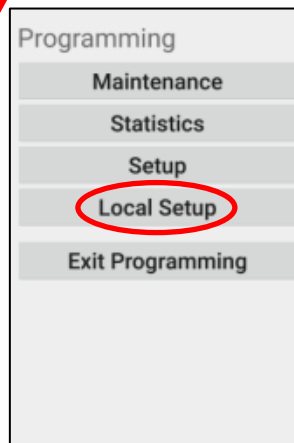 Programming
Maintenance
Statistics
Setup
Local Setup
Exit Programming